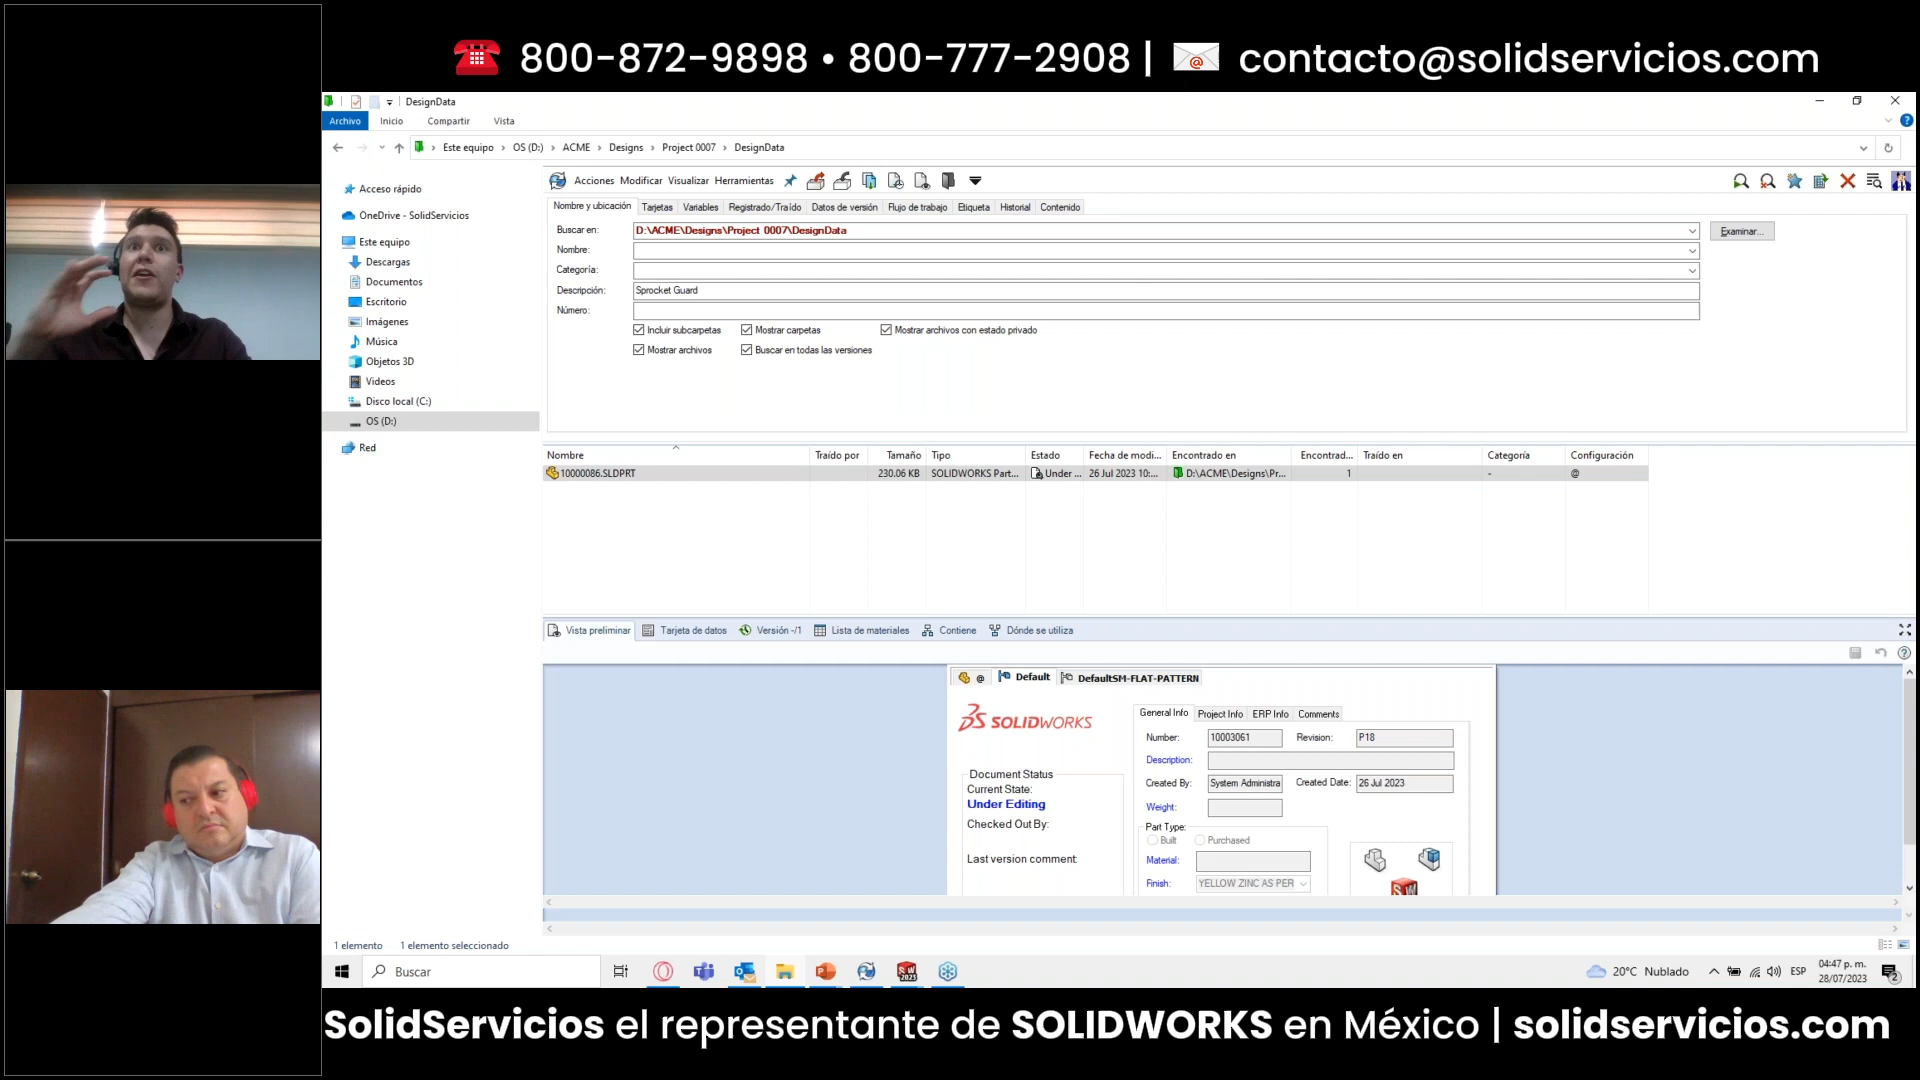 800-872-9898 • 800-777-2908 | contacto@solidservicios.com
DesignData
Archivo Inicio Compartir Vista
Este equipo > OS (D:) > ACME > Designs > Project 0007 > DesignData
Acciones Modificar Visualizar Herramientas
Nombre y ubicación Tarjetas Variables Registrado/Traído Datos de versión Flujo de trabajo Etiqueta Historial Contenido
Buscar en: D:\ACME\Designs\Project 0007\DesignData Examinar...
Nombre:
Categoría:
Descripción: Sprocket Guard
Número:
Incluir subcarpetas Mostrar carpetas Mostrar archivos con estado privado
Mostrar archivos Buscar en todas las versiones
Acceso rápido
OneDrive - SolidServicios
Este equipo
Descargas
Documentos
Escritorio
Imágenes
Música
Objetos 3D
Videos
Disco local (C:)
OS (D:)
Red
Nombre Traído por Tamaño Tipo Estado Fecha de modi... Encontrado en Encontrad... Traído en Categoría Configuración
10000086.SLDPRT 230.06 KB SOLIDWORKS Part... Under ... 26 Jul 2023 10:... D:\ACME\Designs\Pr... 1 - @
Vista preliminar Tarjeta de datos Versión -/1 Lista de materiales Contiene Dónde se utiliza
@ Default DefaultSM-FLAT-PATTERN
SOLIDWORKS
General Info Project Info ERP Info Comments
Number: 10003061 Revision: P18
Description:
Created By: System Administra Created Date: 26 Jul 2023
Weight:
Part Type:
Built Purchased
Material:
Finish: YELLOW ZINC AS PER
Document Status
Current State:
Under Editing
Checked Out By:
Last version comment:
SW
1 elemento 1 elemento seleccionado
Buscar
20°C Nublado ESP 04:47 p. m.
28/07/2023
2
SolidServicios el representante de SOLIDWORKS en México | solidservicios.com